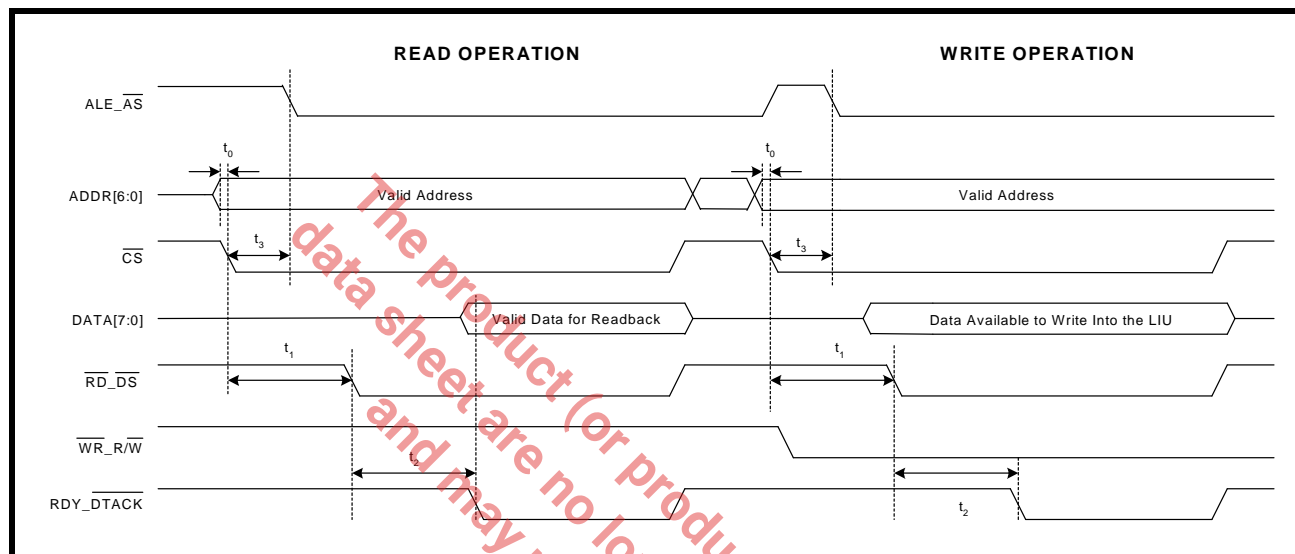 READ OPERATION
WRITE OPERATION
ALE_AS
t0
t0
ADDR[6:0]
Valid Address
Valid Address
CS
t3
t3
DATA[7:0]
Valid Data for Readback
Data Available to Write Into the LIU
t1
t1
RD_DS
WR_R/W
t2
RDY_DTACK
t2
The product (or produ
data sheet are no lo
and may